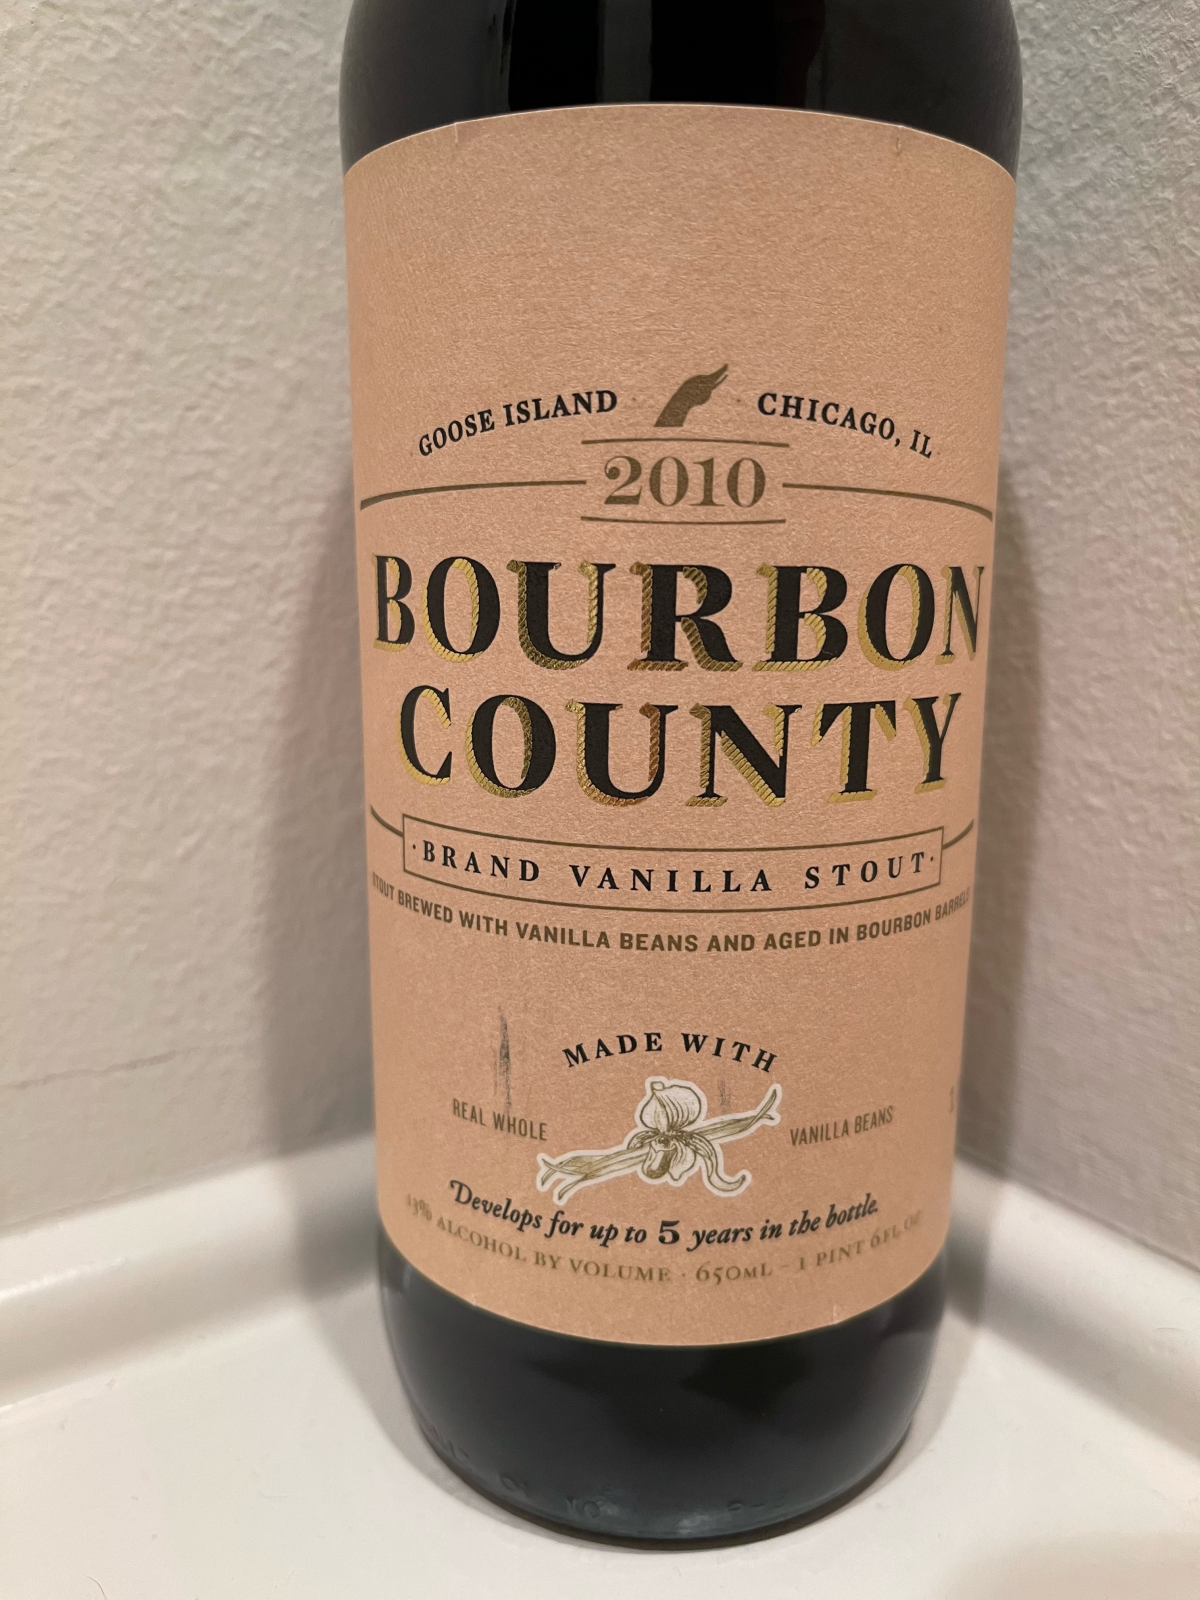 GOOSE ISLAND CHICAGO, IL
2010
BOURBON
COUNTY
·BRAND VANILLA STOUT·
STOUT BREWED WITH VANILLA BEANS AND AGED IN BOURBON BARRELS
MADE WITH
REAL WHOLE VANILLA BEANS
Develops for up to 5 years in the bottle.
13% ALCOHOL BY VOLUME · 650ML – 1 PINT 6FL OZ